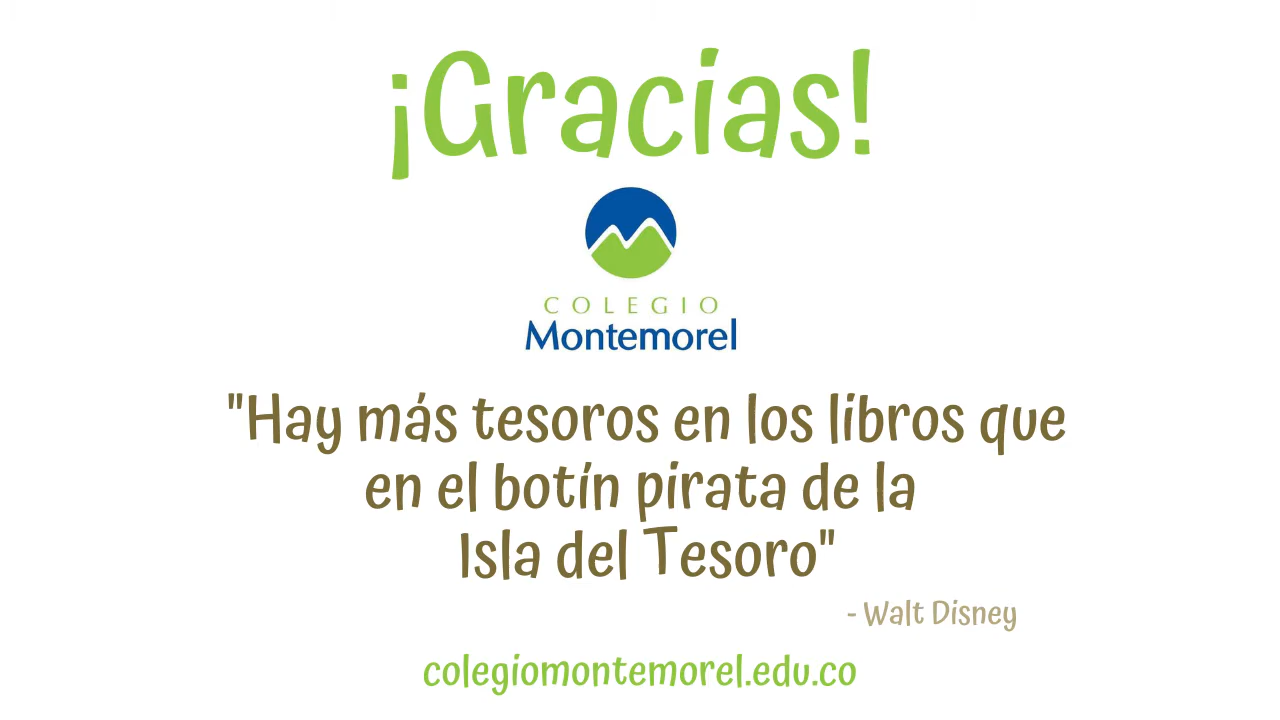 ¡Gracias!
COLEGIO
Montemorel
"Hay más tesoros en los libros que
en el botín pirata de la
Isla del Tesoro"
- Walt Disney
colegiomontemorel.edu.co